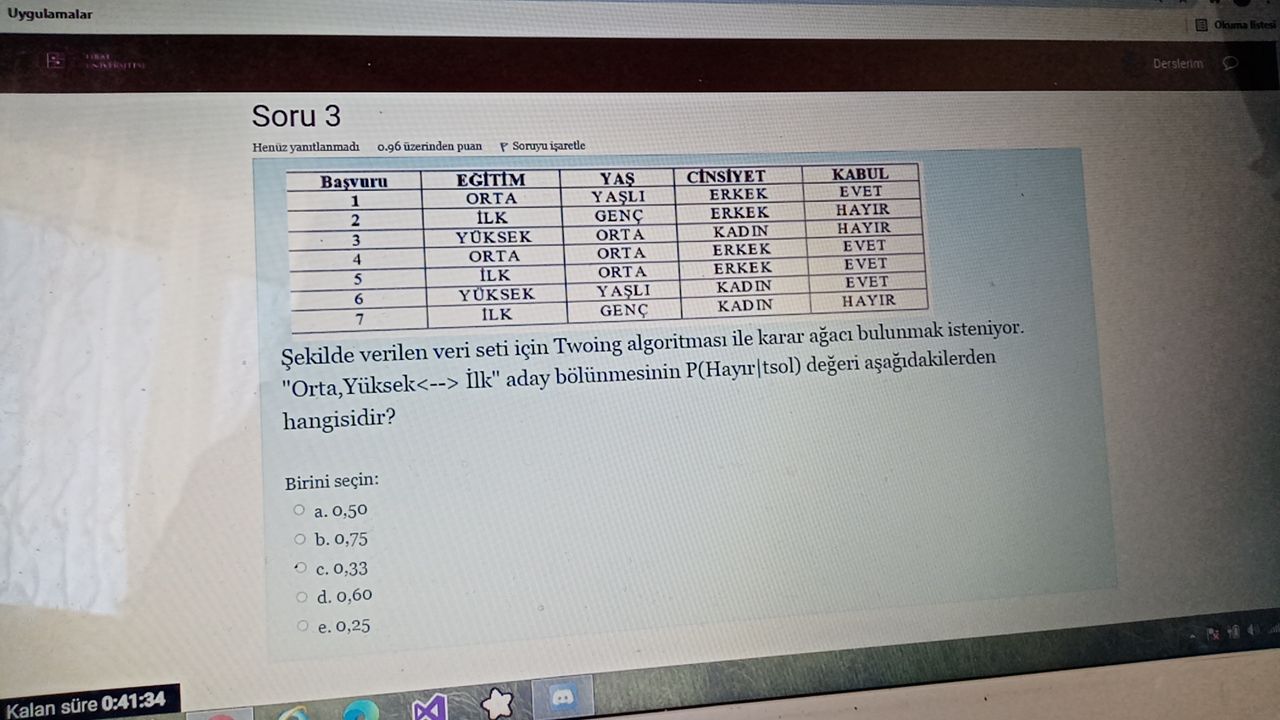 Uygulamalar
Okuma listesi
FIRAT
ÜNİVERSİTESİ
Derslerim
Soru 3
Henüz yanıtlanmadı 0.96 üzerinden puan Soruyu işaretle
Başvuru EĞİTİM YAŞ CİNSİYET KABUL
1 ORTA YAŞLI ERKEK EVET
2 İLK GENÇ ERKEK HAYIR
3 YÜKSEK ORTA KADIN HAYIR
4 ORTA ORTA ERKEK EVET
5 İLK ORTA ERKEK EVET
6 YÜKSEK YAŞLI KADIN EVET
7 İLK GENÇ KADIN HAYIR
Şekilde verilen veri seti için Twoing algoritması ile karar ağacı bulunmak isteniyor.
"Orta,Yüksek<--> İlk" aday bölünmesinin P(Hayır|tsol) değeri aşağıdakilerden
hangisidir?
Birini seçin:
a. 0,50
b. 0,75
c. 0,33
d. 0,60
e. 0,25
Kalan süre 0:41:34